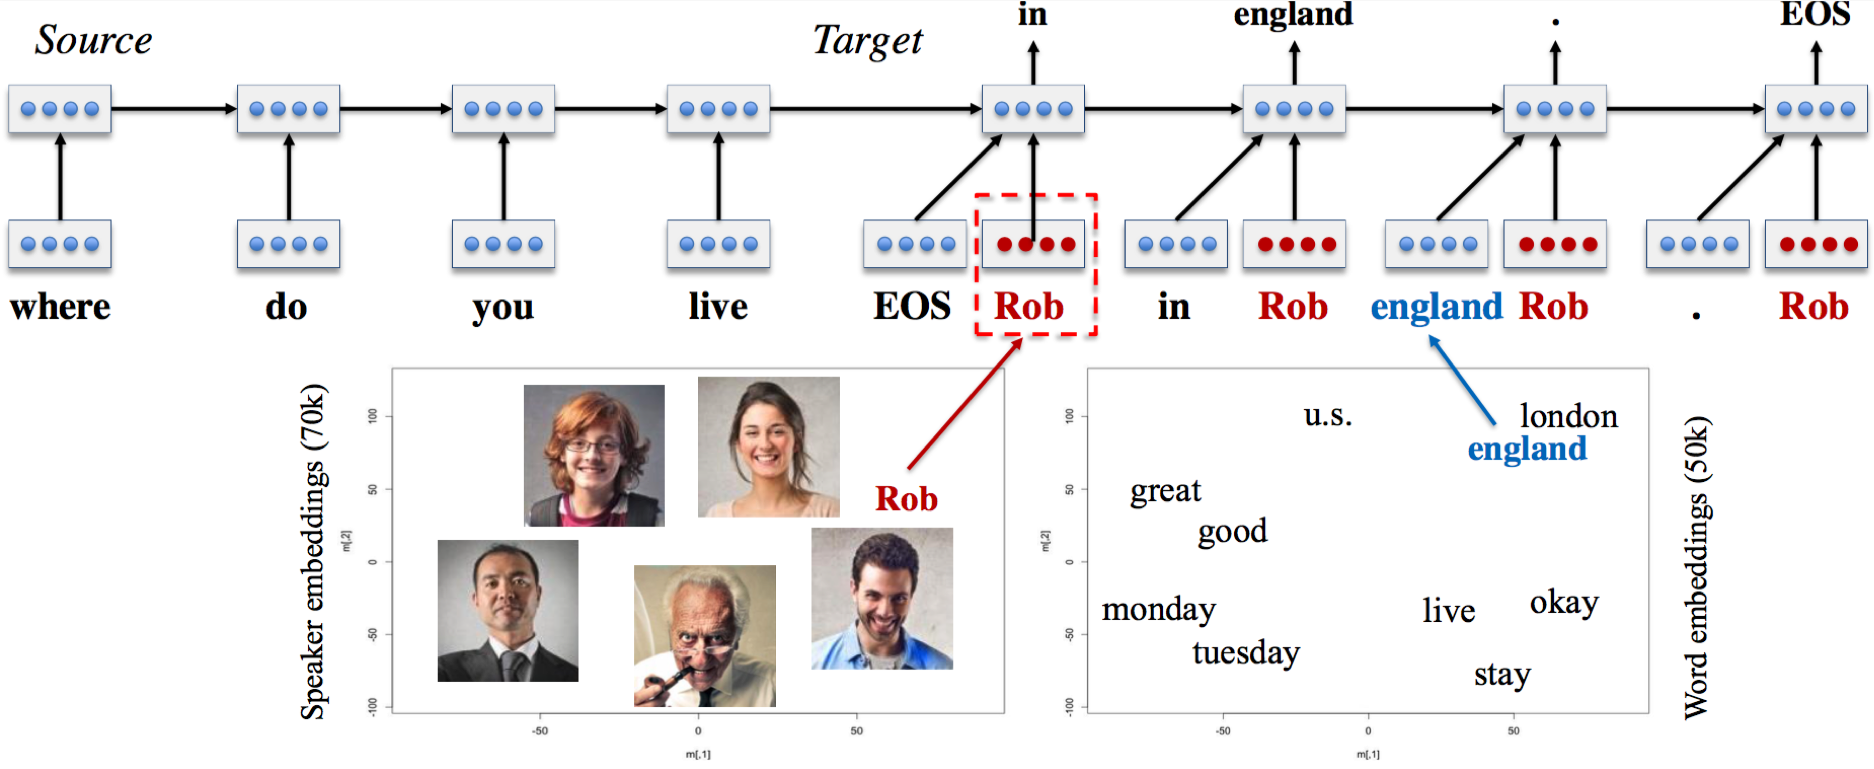 Source
Target
in
england
.
EOS
where
do
you
live
EOS
Rob
in
Rob
england
Rob
.
Rob
Speaker embeddings (70k)
m[,2]
100
50
0
-50
-100
-50
0
50
m[,1]
Rob
m[,2]
100
50
0
-50
-100
-50
0
50
m[,1]
u.s.
london
england
great
good
monday
live
okay
tuesday
stay
Word embeddings (50k)